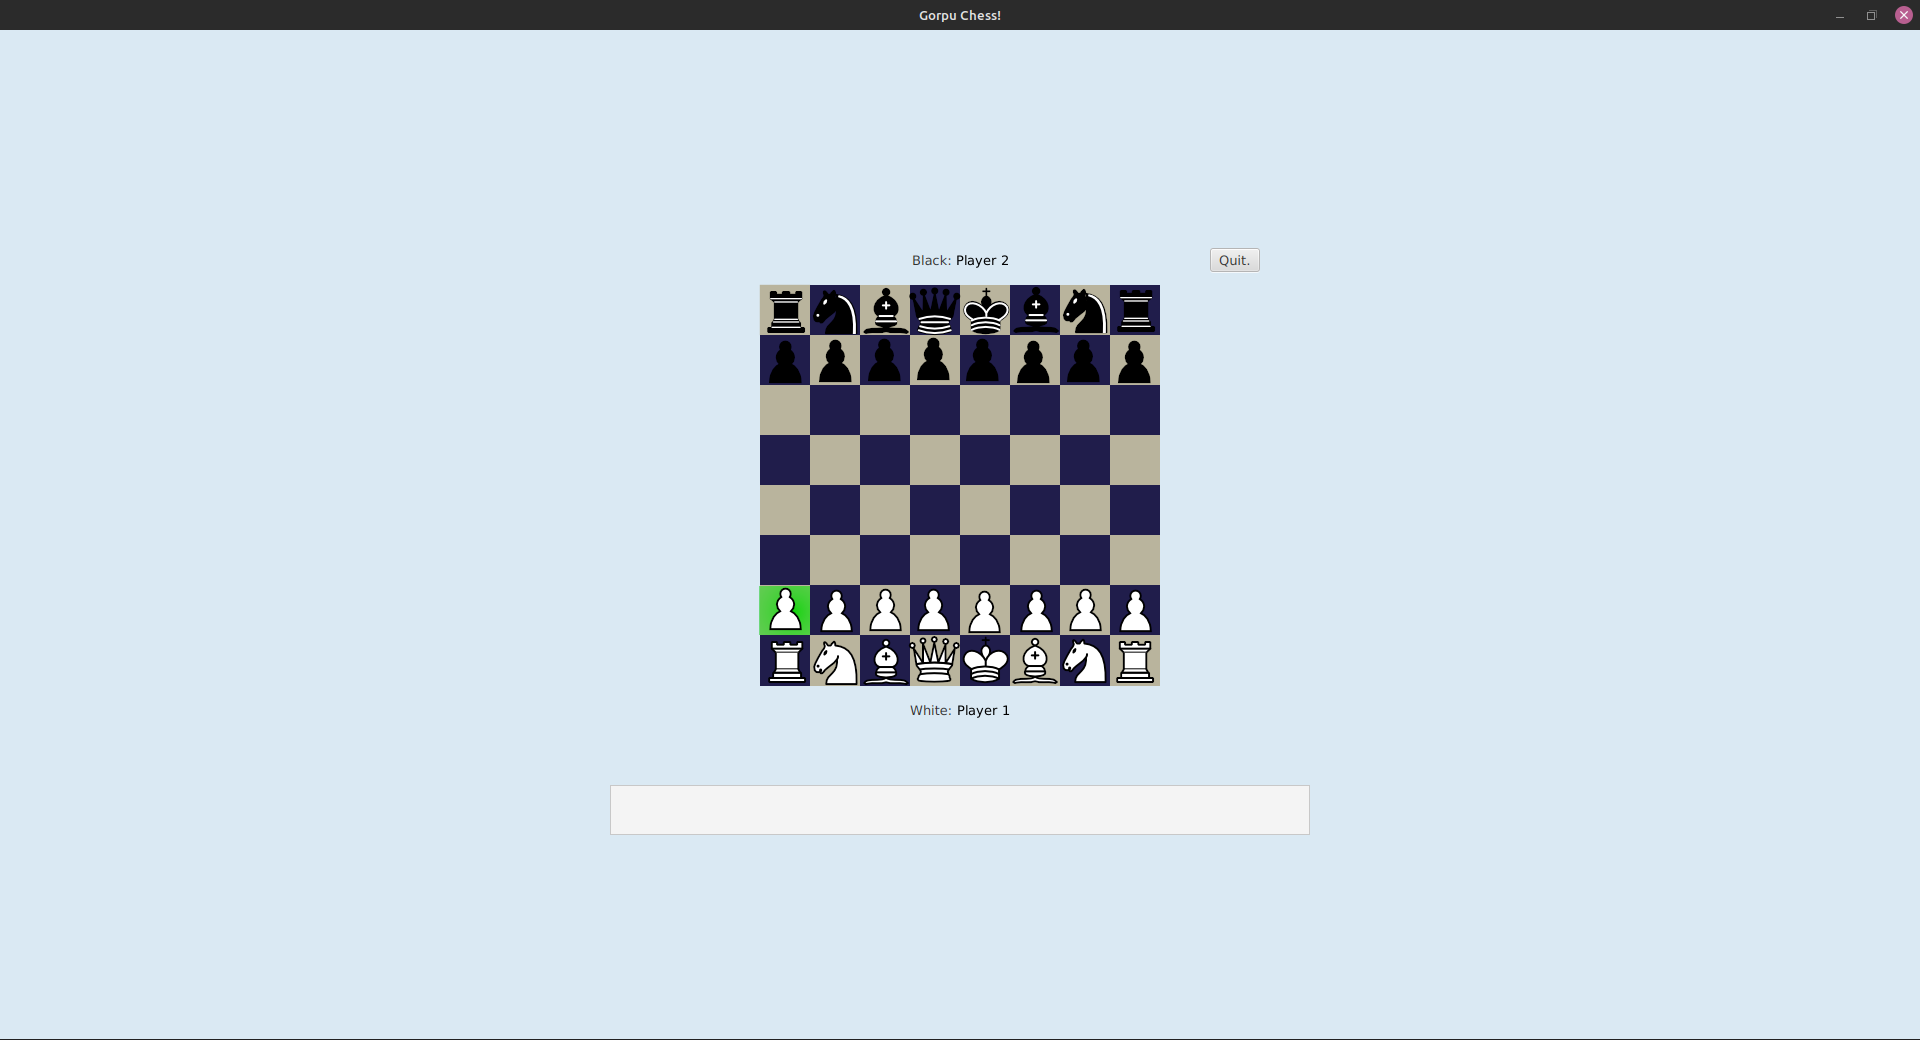 Gorpu Chess!
Black: Player 2
Quit.
White: Player 1